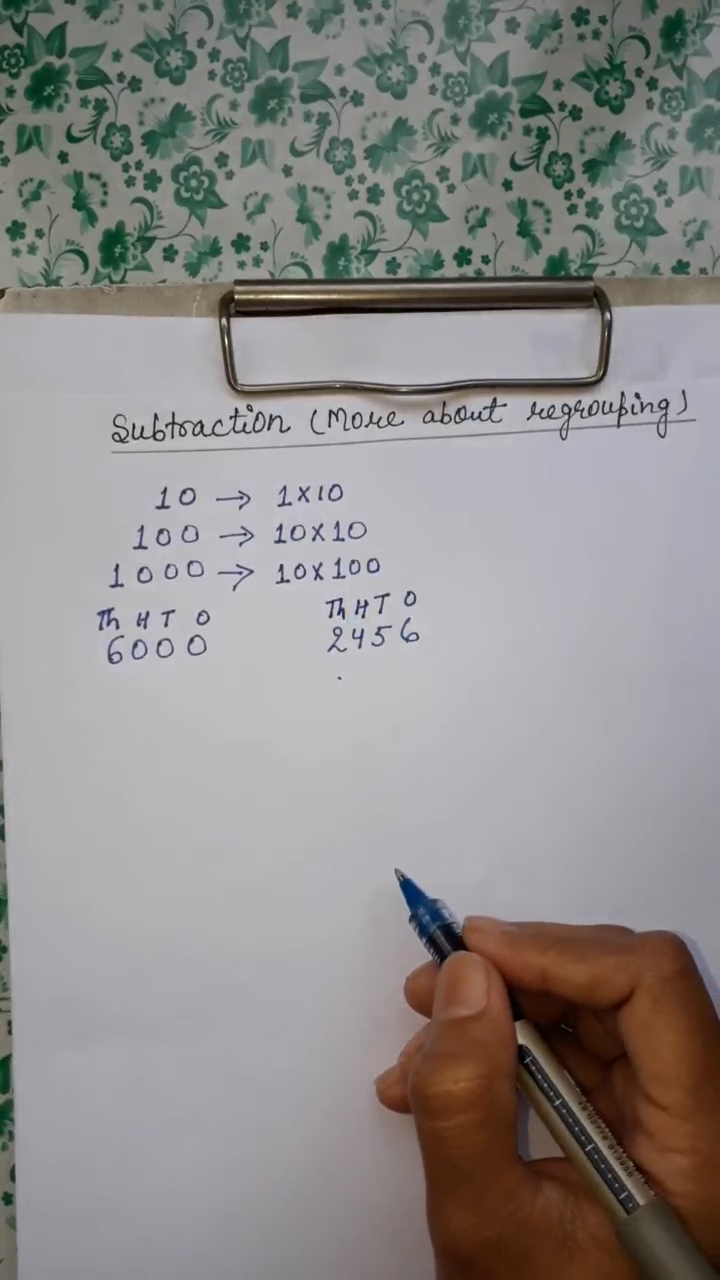 Subtraction (More about regrouping)
10 → 1×10
100 → 10×10
1000 → 10×100
Th H T O Th H T O
6000 2456